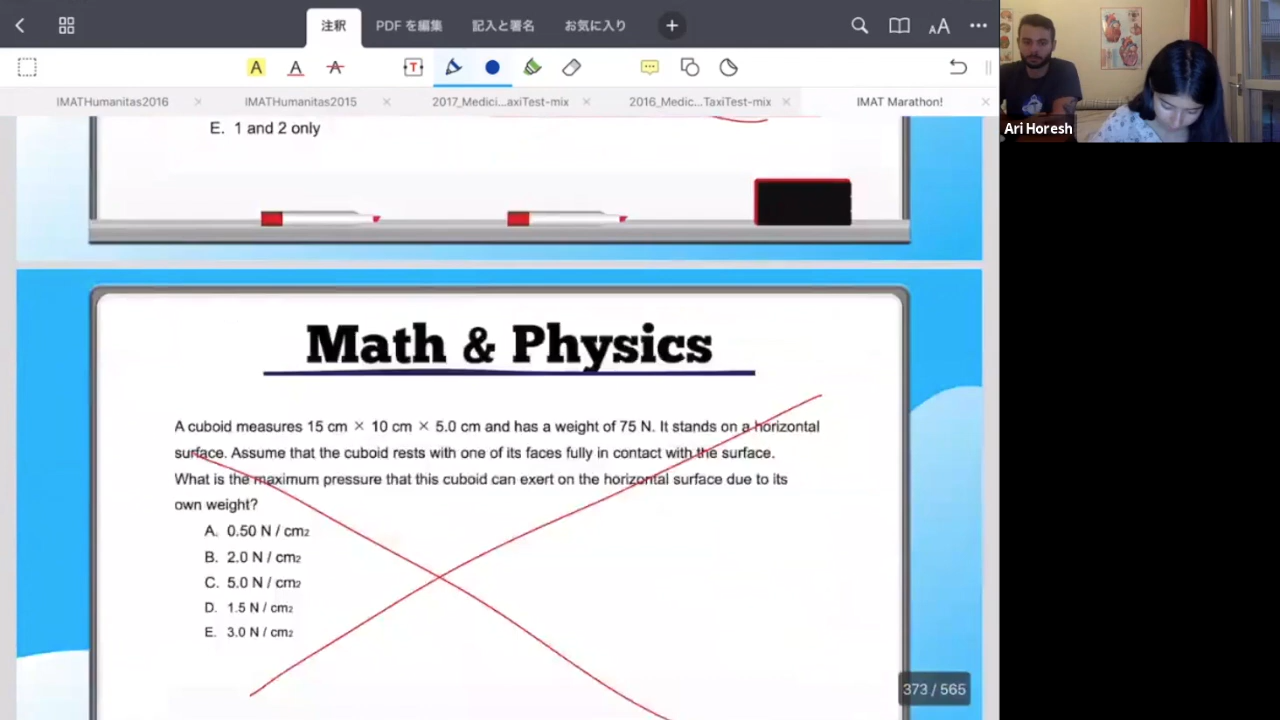 注釈 PDF を編集 記入と署名 お気に入り
AA
A A A T
IMATHumanitas2016 IMATHumanitas2015 2017_Medici...axiTest-mix 2016_Medic...TaxiTest-mix IMAT Marathon!
Ari Horesh
E. 1 and 2 only
Math & Physics
A cuboid measures 15 cm × 10 cm × 5.0 cm and has a weight of 75 N. It stands on a horizontal
surface. Assume that the cuboid rests with one of its faces fully in contact with the surface.
What is the maximum pressure that this cuboid can exert on the horizontal surface due to its
own weight?
A. 0.50 N / cm2
B. 2.0 N / cm2
C. 5.0 N / cm2
D. 1.5 N / cm2
E. 3.0 N / cm2
373 / 565